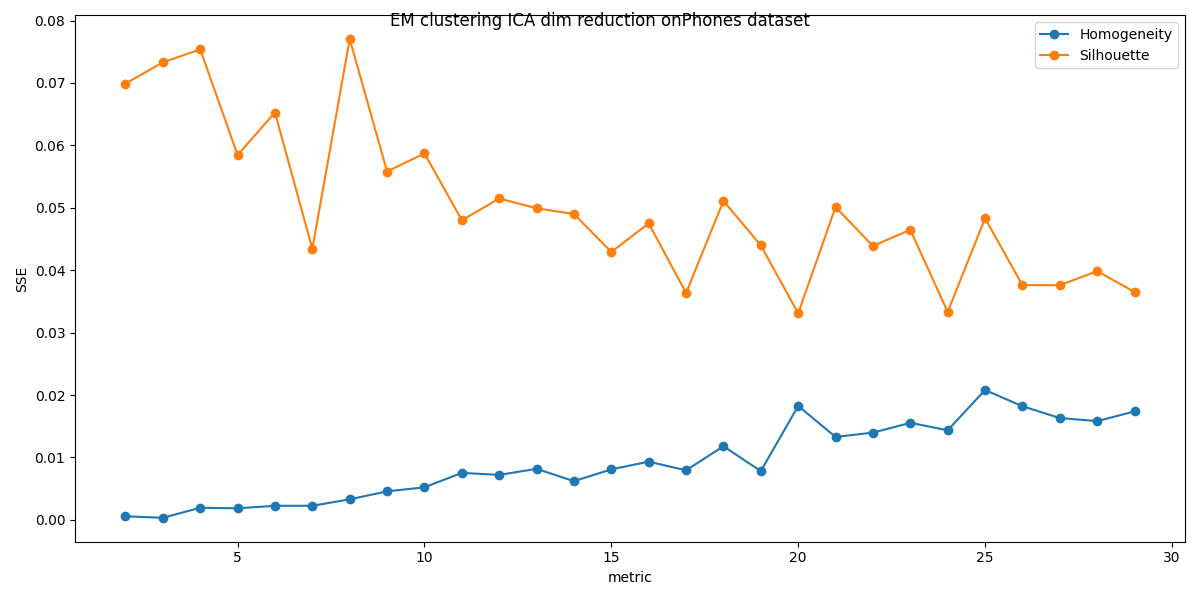 EM clustering ICA dim reduction onPhones dataset
Homogeneity
Silhouette
SSE
0.08
0.07
0.06
0.05
0.04
0.03
0.02
0.01
0.00
5 10 15 20 25 30
metric